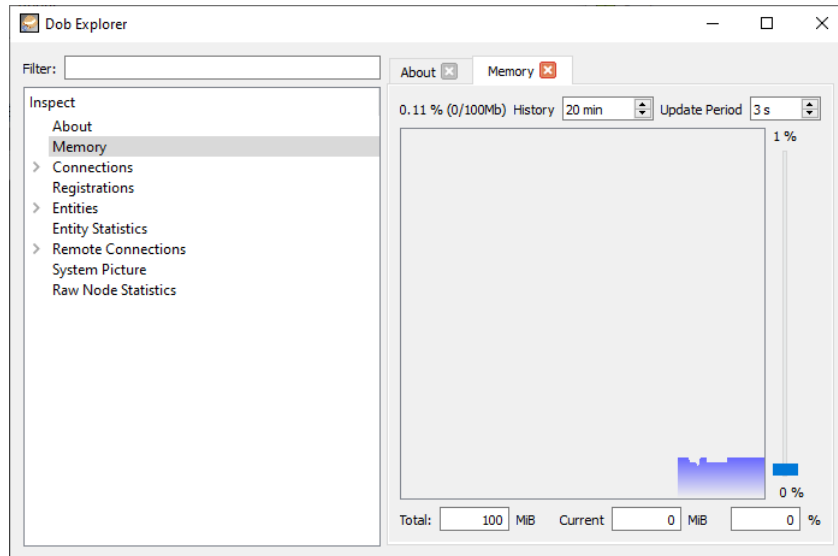 Dob Explorer
Filter:
Inspect
About
Memory
Connections
Registrations
Entities
Entity Statistics
Remote Connections
System Picture
Raw Node Statistics
About Memory
0.11 % (0/100Mb) History 20 min Update Period 3 s
1 %
0 %
Total: 100 MiB Current 0 MiB 0 %